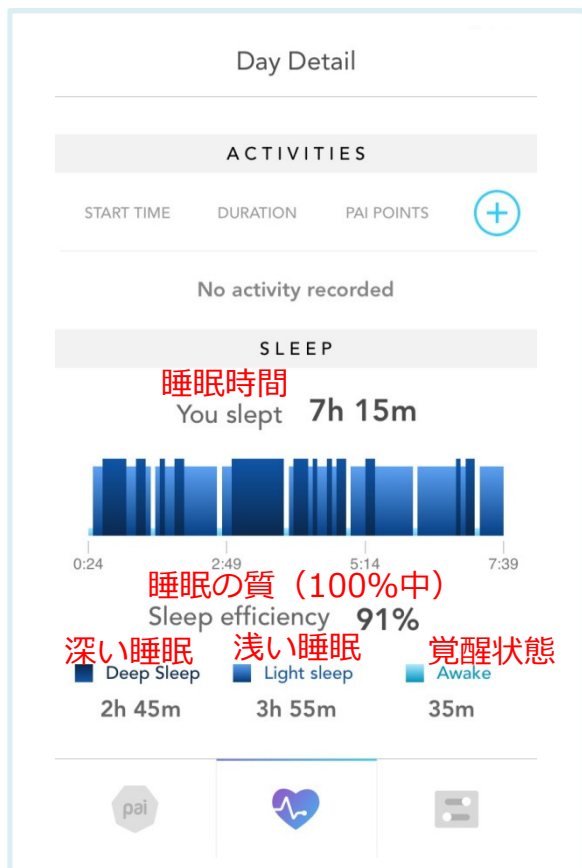 Day Detail
ACTIVITIES
START TIME DURATION PAI POINTS
No activity recorded
SLEEP
睡眠時間
You slept 7h 15m
0:24 2:49 5:14 7:39
睡眠の質（100%中）
Sleep efficiency 91%
深い睡眠 浅い睡眠 覚醒状態
Deep Sleep Light sleep Awake
2h 45m 3h 55m 35m
pai